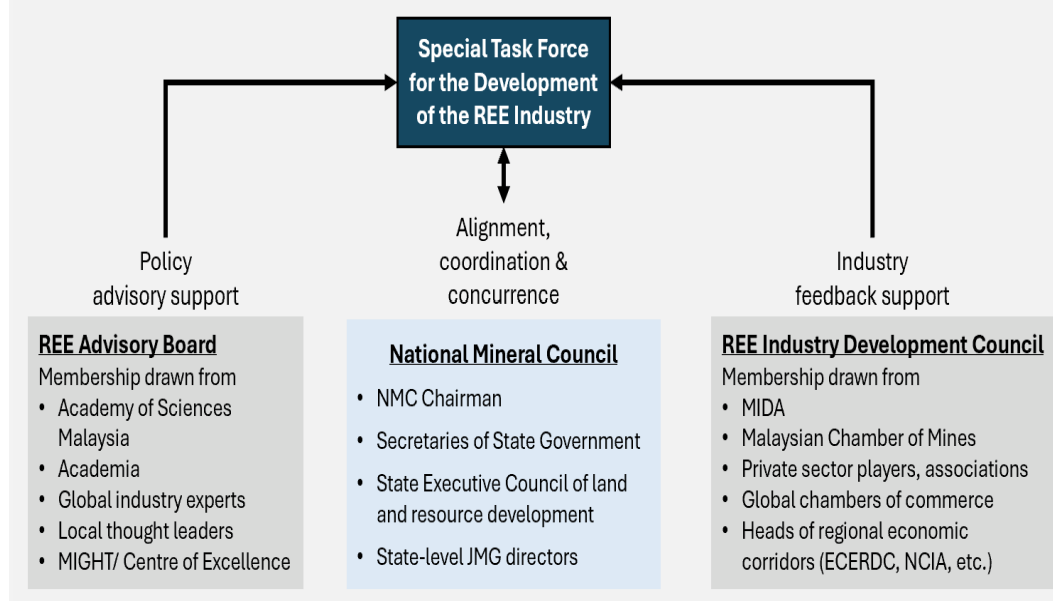 Special Task Force
for the Development
of the REE Industry
Policy
advisory support
Alignment,
coordination &
concurrence
Industry
feedback support
REE Advisory Board
Membership drawn from
• Academy of Sciences
Malaysia
• Academia
• Global industry experts
• Local thought leaders
• MIGHT/ Centre of Excellence
National Mineral Council
• NMC Chairman
• Secretaries of State Government
• State Executive Council of land
and resource development
• State-level JMG directors
REE Industry Development Council
Membership drawn from
• MIDA
• Malaysian Chamber of Mines
• Private sector players, associations
• Global chambers of commerce
• Heads of regional economic
corridors (ECERDC, NCIA, etc.)